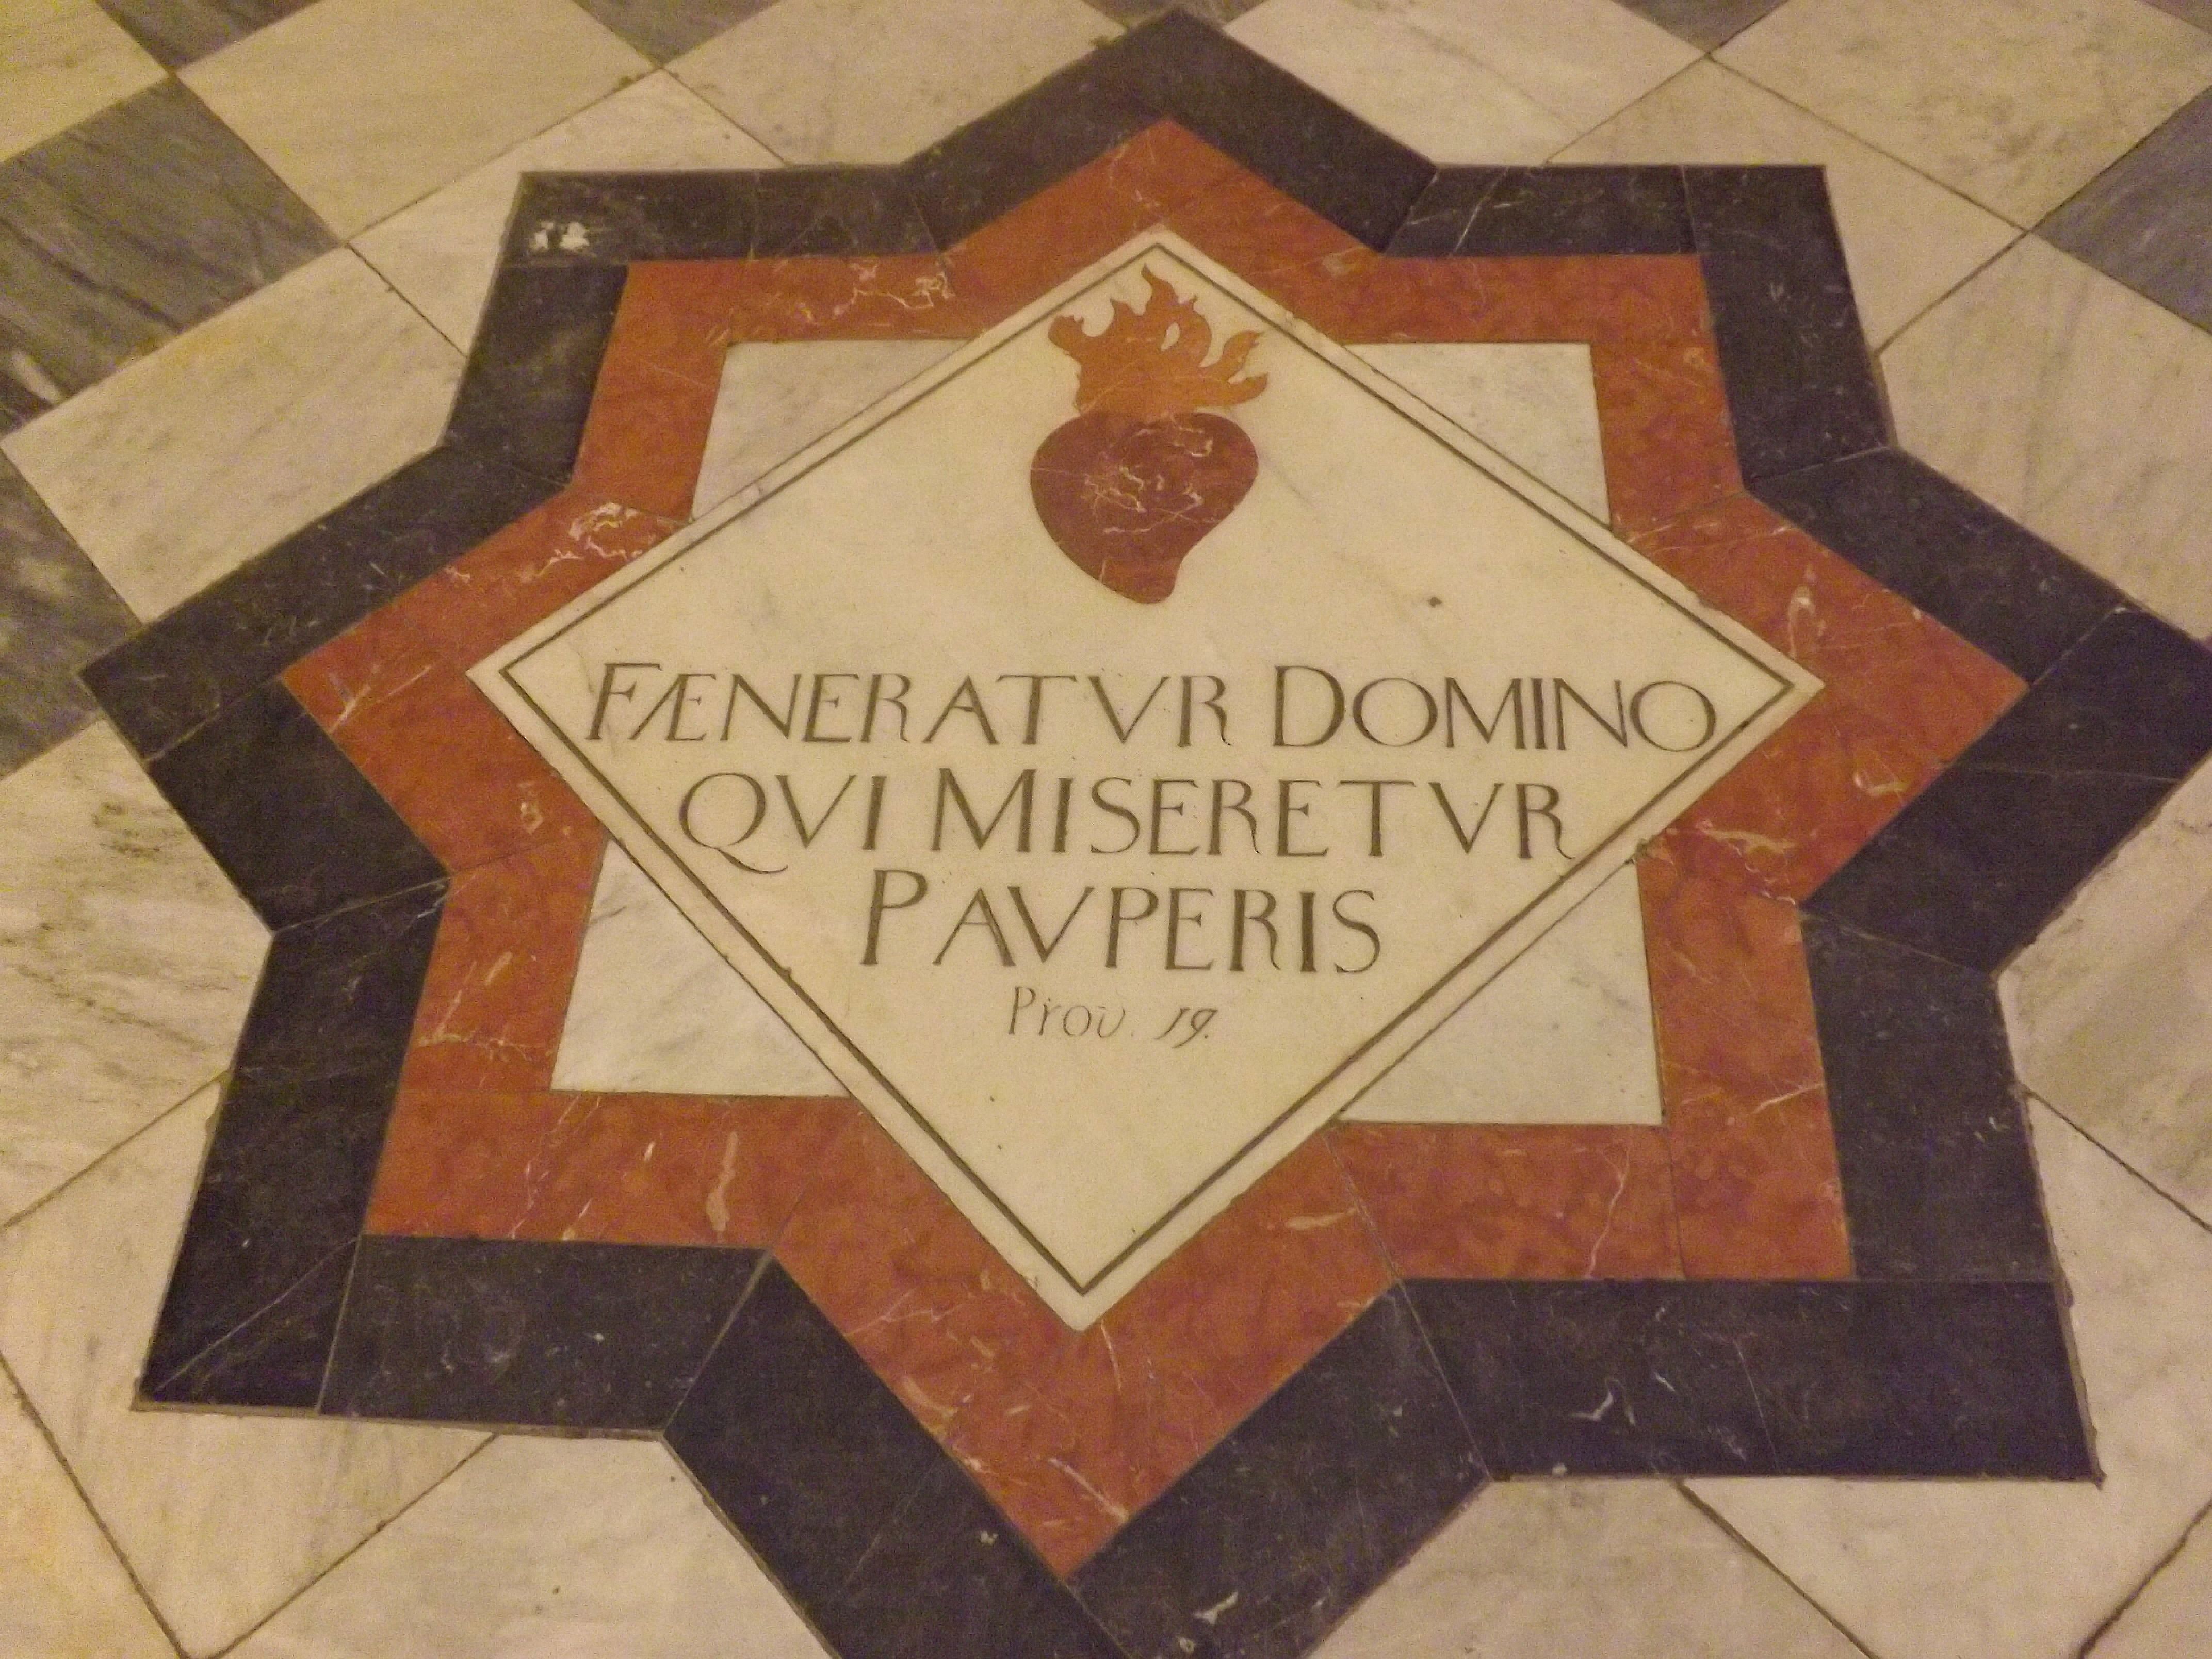 FÆNERATVR DOMINO
QVI MISERETVR
PAVPERIS
Prov. 19.